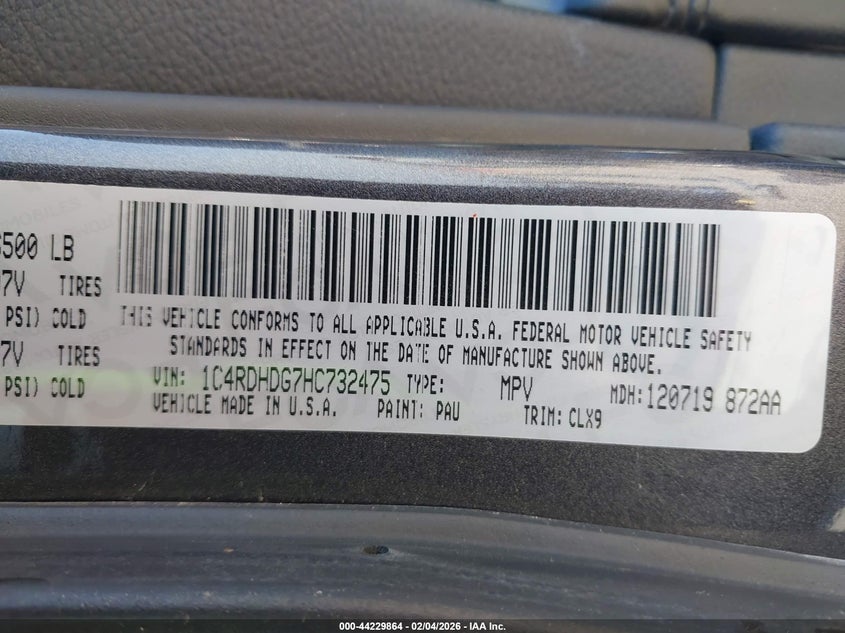 6500 LB
7V TIRES
PSI) COLD
7V TIRES
PSI) COLD
THIS VEHICLE CONFORMS TO ALL APPLICABLE U.S.A. FEDERAL MOTOR VEHICLE SAFETY
STANDARDS IN EFFECT ON THE DATE OF MANUFACTURE SHOWN ABOVE.
VIN: 1C4RDHDG7HC732475 TYPE: MPV MDH: 120719 872AA
VEHICLE MADE IN U.S.A. PAINT: PAU TRIM: CLX9
000-44229864 - 02/04/2026 - IAA Inc.